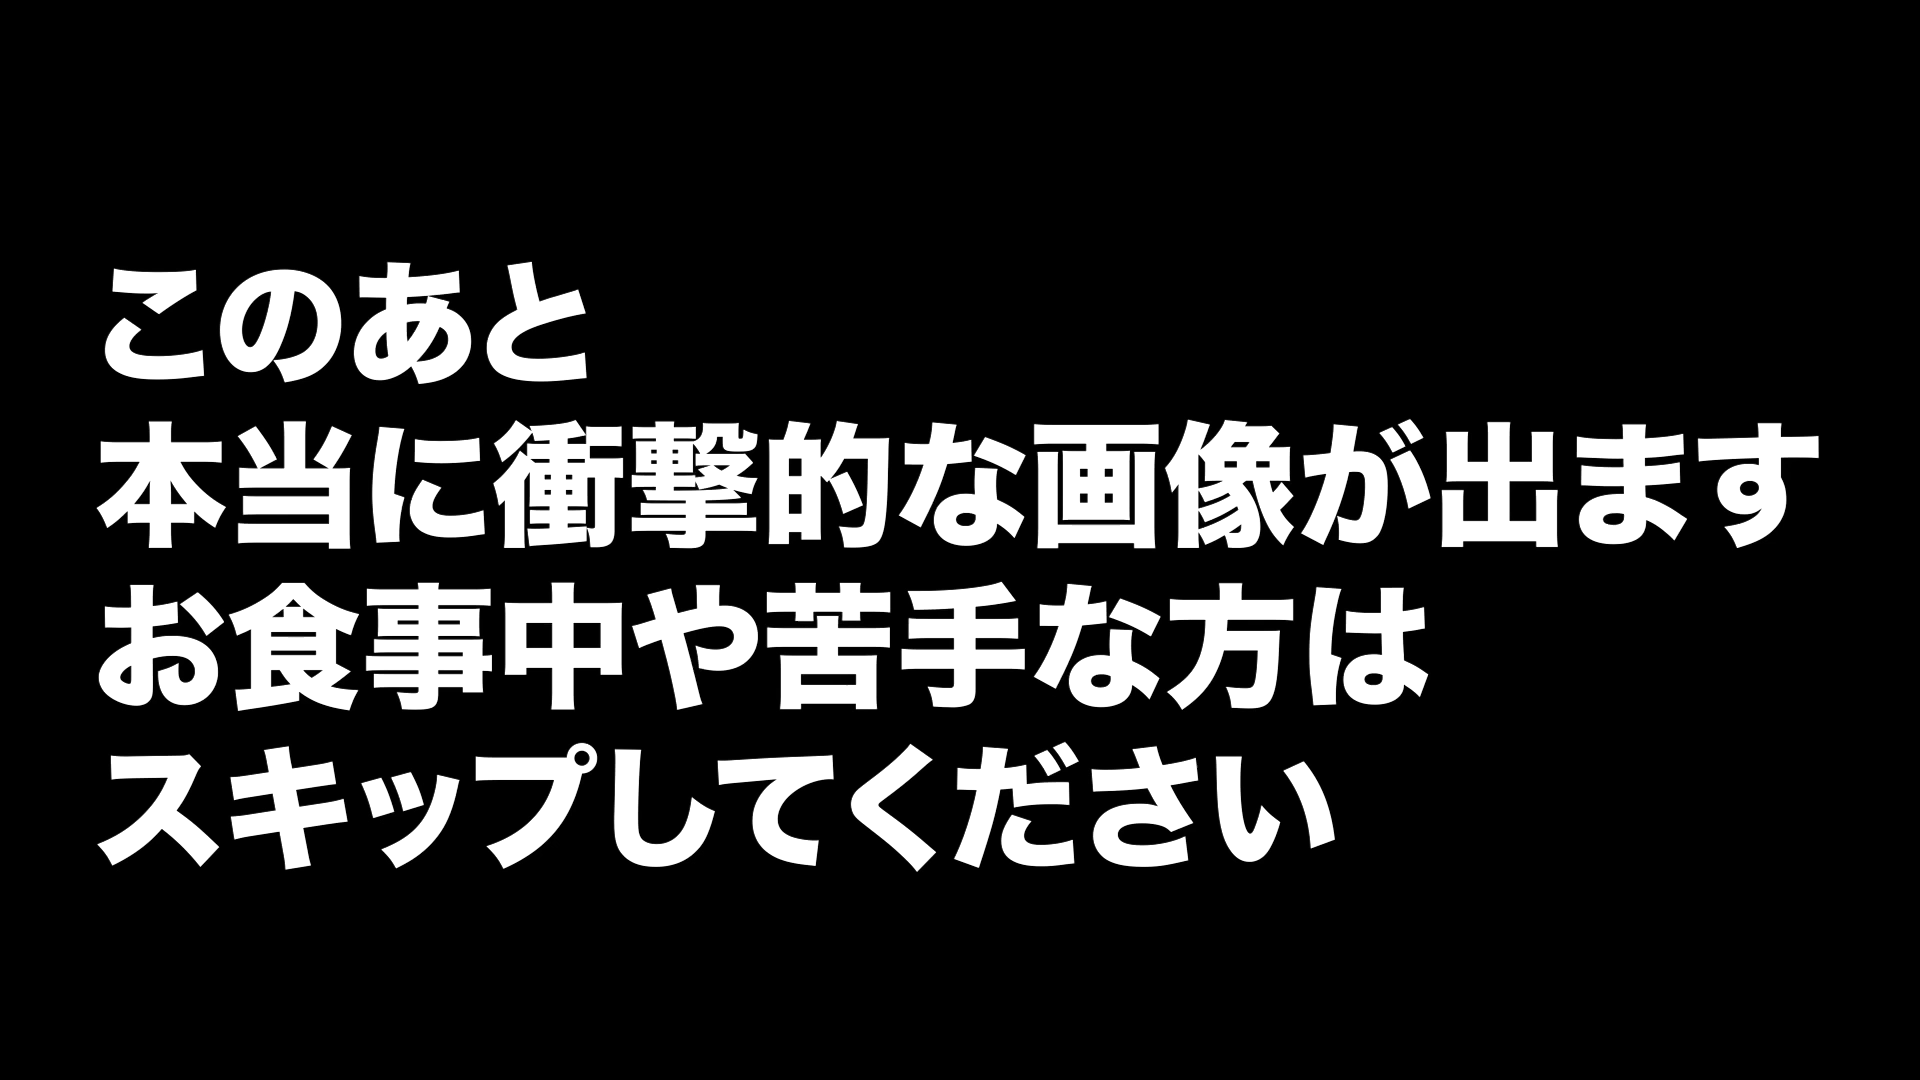 このあと
本当に衝撃的な画像が出ます
お食事中や苦手な方は
スキップしてください